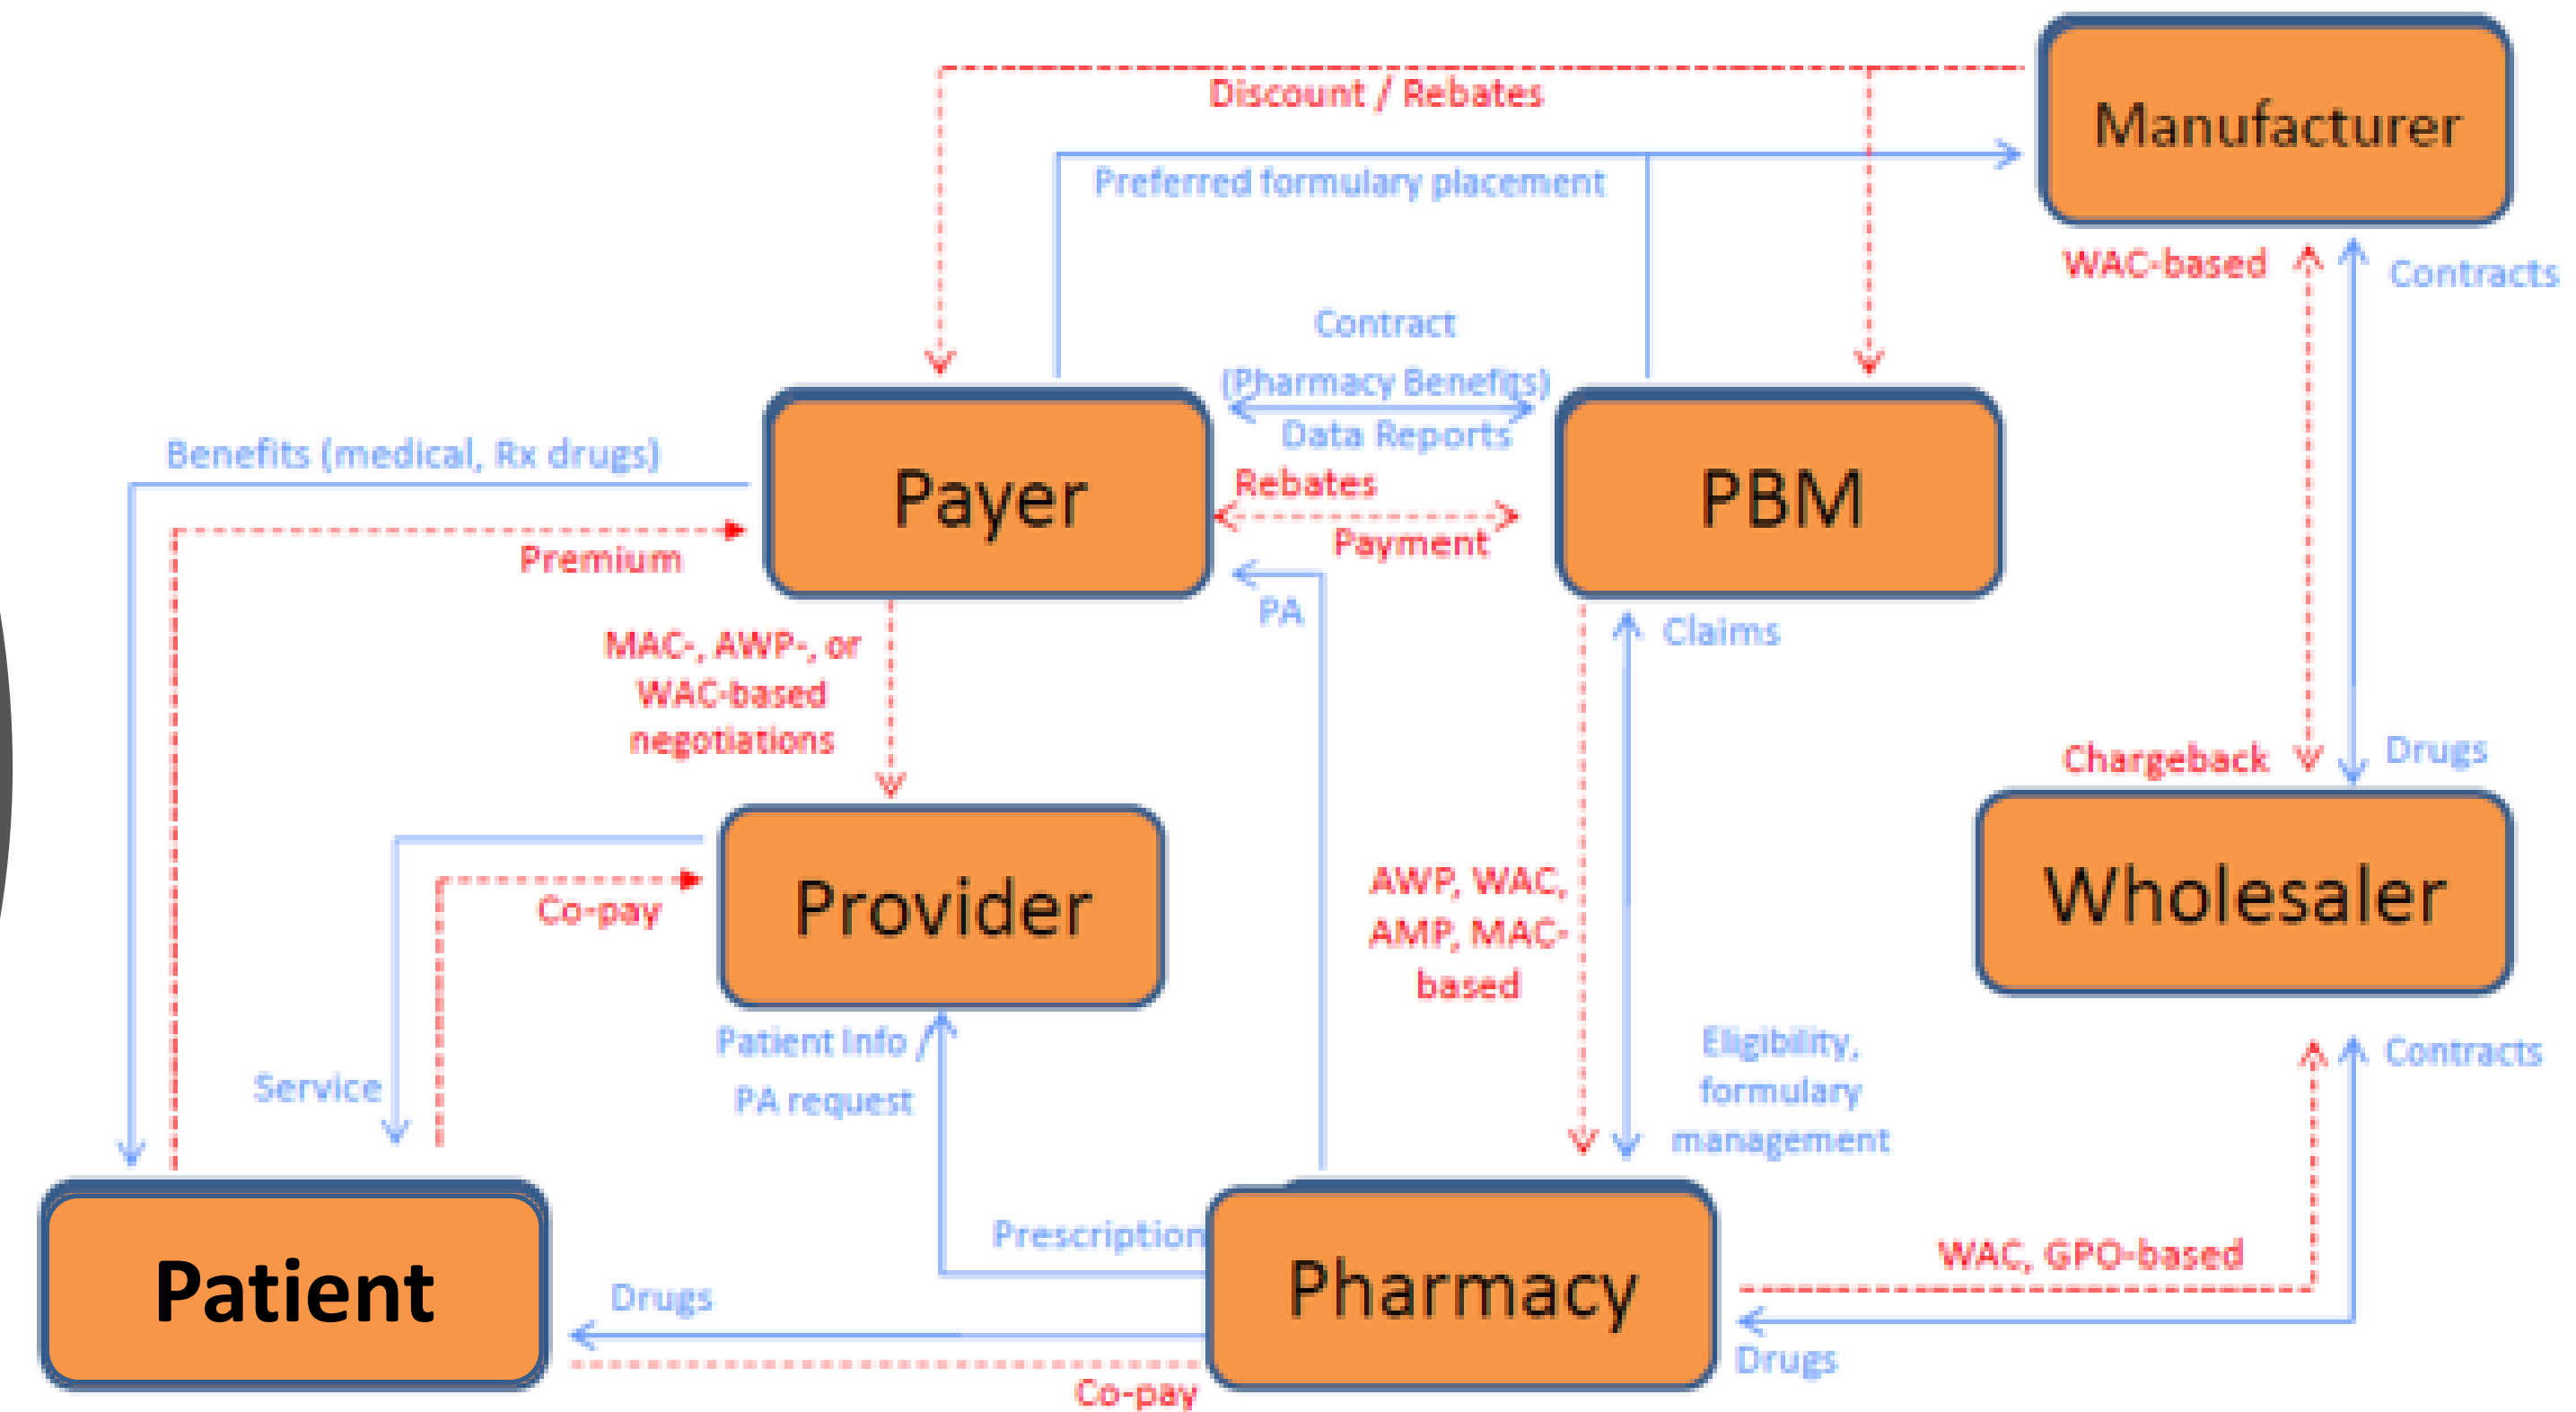 Manufacturer
Discount / Rebates
Preferred formulary placement
WAC-based
Contracts
Contract
(Pharmacy Benefits)
Data Reports
Benefits (medical, Rx drugs)
Payer
PBM
Rebates
Payment
Premium
PA
Claims
MAC-, AWP-, or
WAC-based
negotiations
Chargeback
Drugs
Provider
Wholesaler
Co-pay
AWP, WAC,
AMP, MAC-
based
Patient Info /
PA request
Service
Eligibility,
formulary
management
Contracts
Prescription
Patient
Pharmacy
Drugs
WAC, GPO-based
Drugs
Co-pay